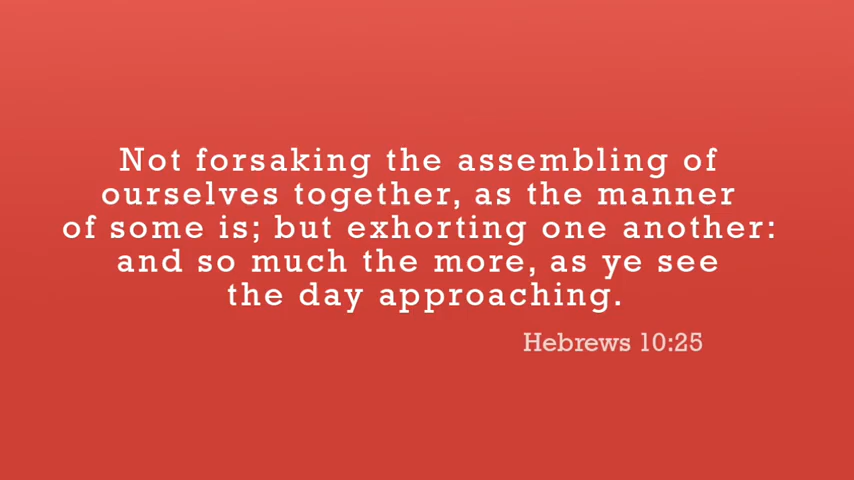 Not forsaking the assembling of
ourselves together, as the manner
of some is; but exhorting one another:
and so much the more, as ye see
the day approaching.
Hebrews 10:25